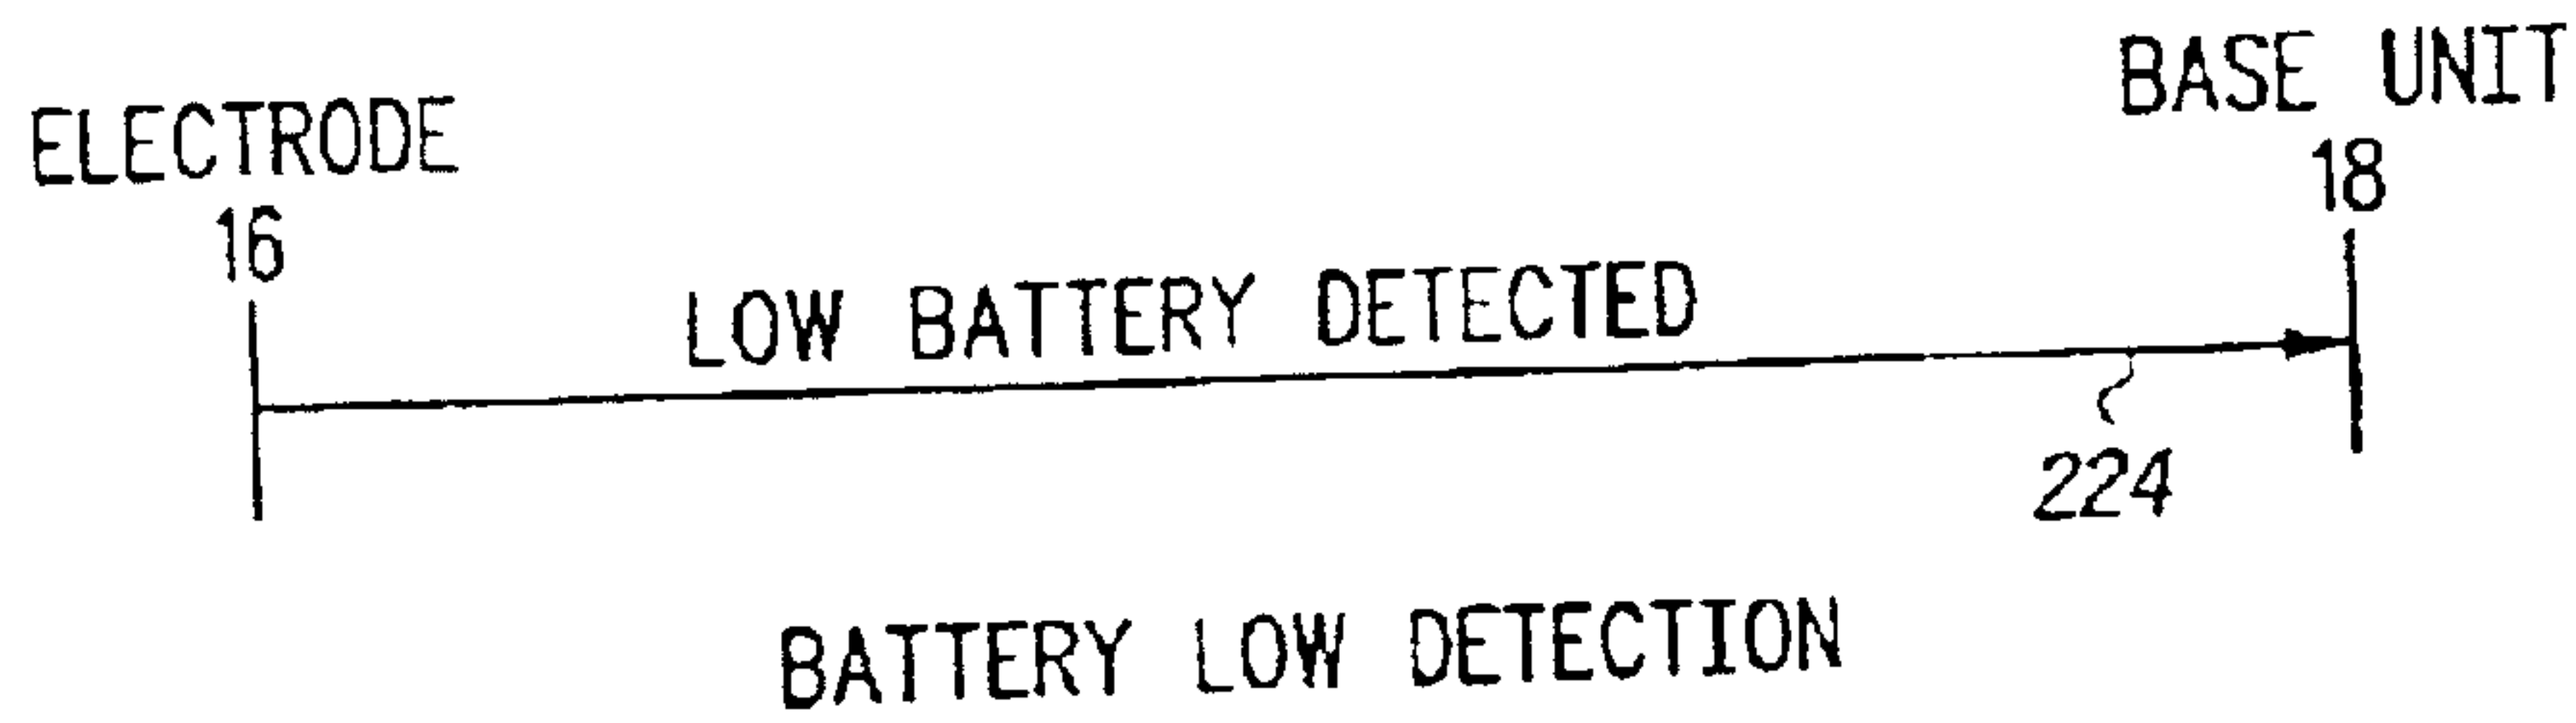 ELECTRODE
16
BASE UNIT
18
LOW BATTERY DETECTED
224
BATTERY LOW DETECTION